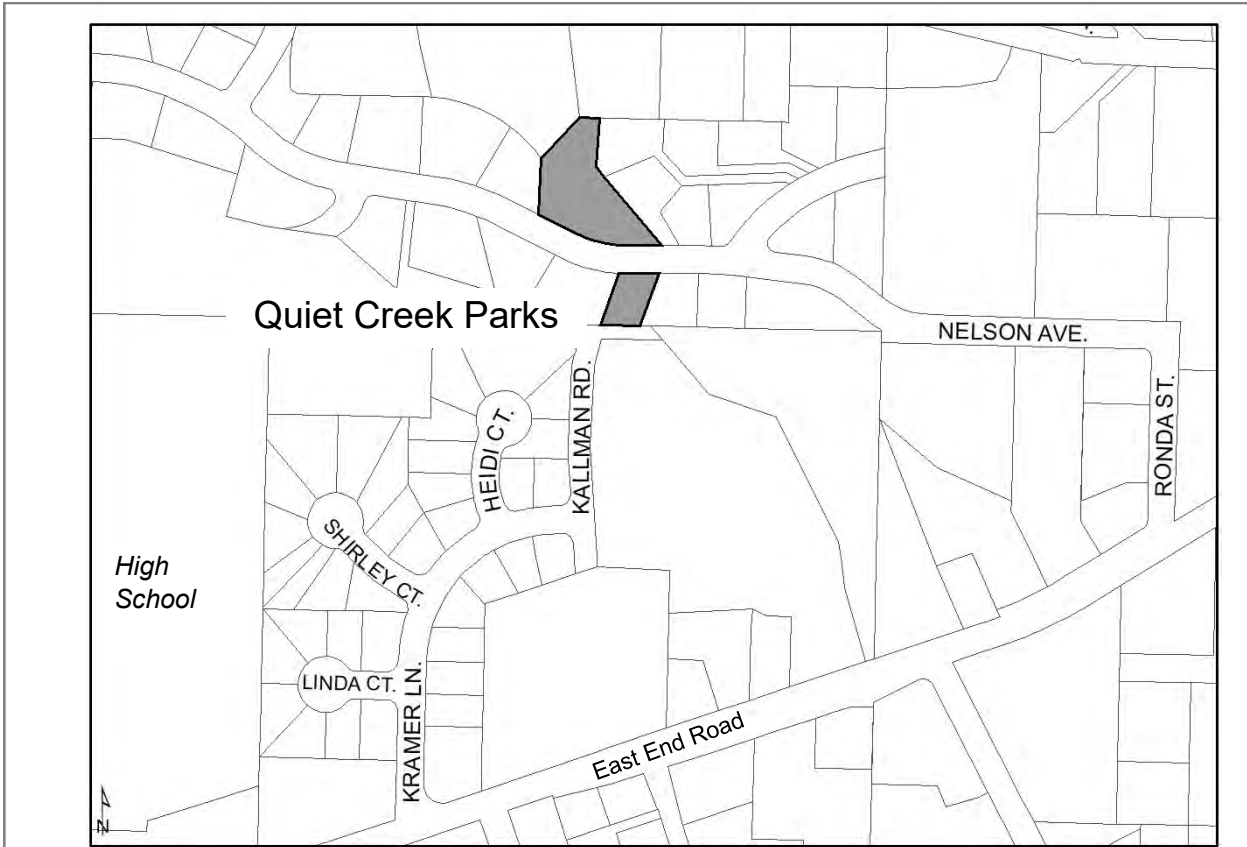 Quiet Creek Parks
NELSON AVE.
RONDA ST.
KALLMAN RD.
HEIDI CT.
SHIRLEY CT.
High
School
LINDA CT.
KRAMER LN.
East End Road
N